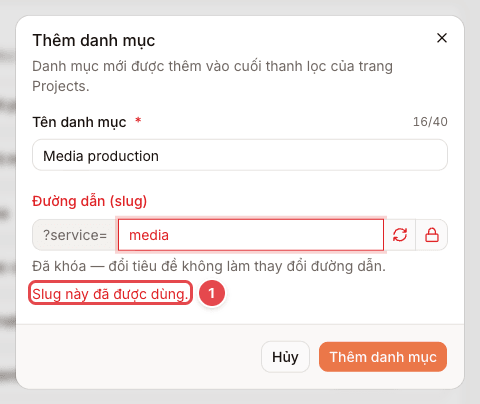 Thêm danh mục
Danh mục mới được thêm vào cuối thanh lọc của trang
Projects.
Tên danh mục *
16/40
Media production
Đường dẫn (slug)
?service=
media
Đã khóa — đổi tiêu đề không làm thay đổi đường dẫn.
Slug này đã được dùng.
1
Hủy
Thêm danh mục